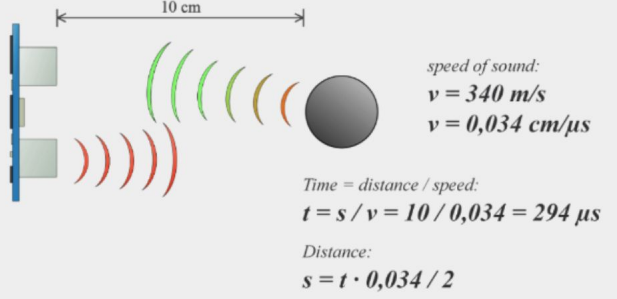 10 cm
speed of sound:
v = 340 m/s
v = 0,034 cm/µs
Time = distance / speed:
t = s / v = 10 / 0,034 = 294 µs
Distance:
s = t · 0,034 / 2